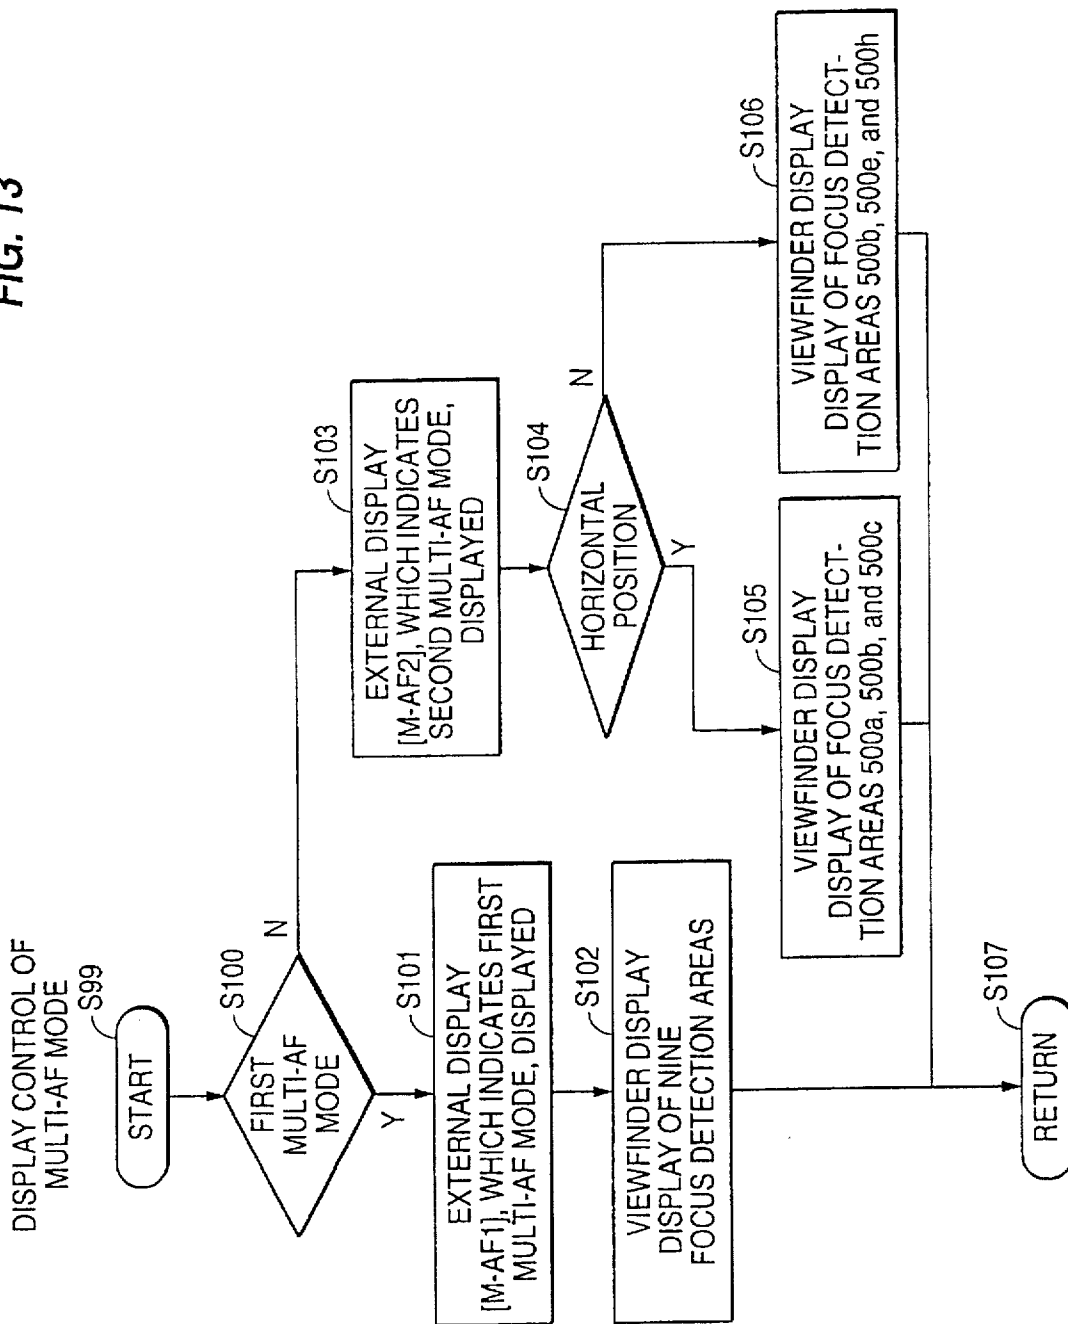 FIG. 13
DISPLAY CONTROL OF
MULTI-AF MODE
S99
START
S100
FIRST
MULTI-AF
MODE
N
Y
S101
EXTERNAL DISPLAY
[M-AF1], WHICH INDICATES FIRST
MULTI-AF MODE, DISPLAYED
S102
VIEWFINDER DISPLAY
DISPLAY OF NINE
FOCUS DETECTION AREAS
S103
EXTERNAL DISPLAY
[M-AF2], WHICH INDICATES
SECOND MULTI-AF MODE,
DISPLAYED
S104
HORIZONTAL
POSITION
N
Y
S105
VIEWFINDER DISPLAY
DISPLAY OF FOCUS DETECT-
TION AREAS 500a, 500b, and 500c
S106
VIEWFINDER DISPLAY
DISPLAY OF FOCUS DETECT-
TION AREAS 500b, 500e, and 500h
S107
RETURN